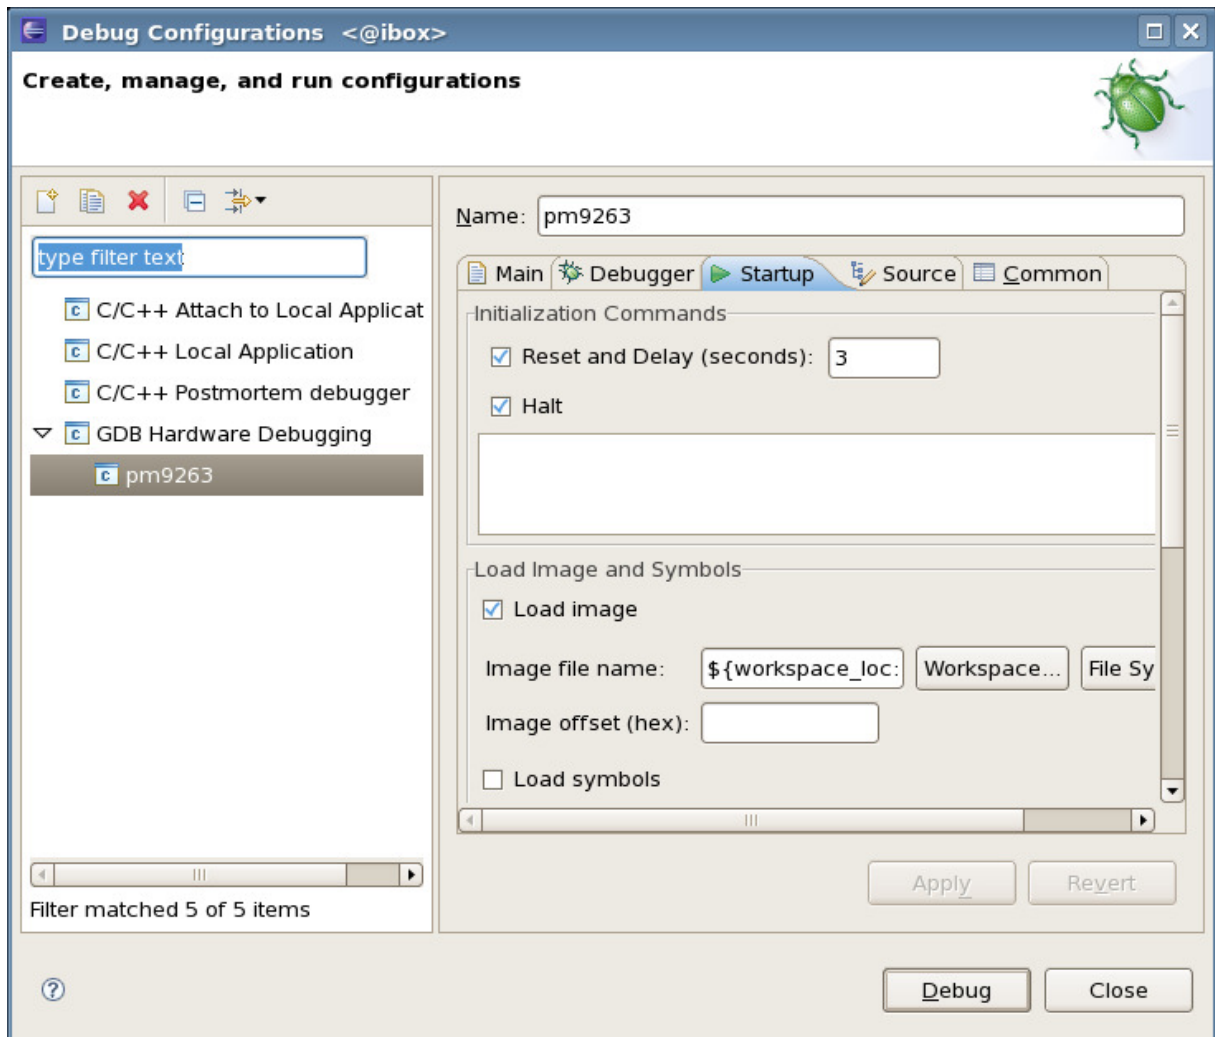 Debug Configurations <@ibox>
Create, manage, and run configurations
type filter text
C/C++ Attach to Local Applicat
C/C++ Local Application
C/C++ Postmortem debugger
GDB Hardware Debugging
pm9263
Filter matched 5 of 5 items
Name: pm9263
Main Debugger Startup Source Common
Initialization Commands
Reset and Delay (seconds): 3
Halt
Load Image and Symbols
Load image
Image file name: ${workspace_loc: Workspace... File Sy
Image offset (hex):
Load symbols
Apply Revert
Debug Close